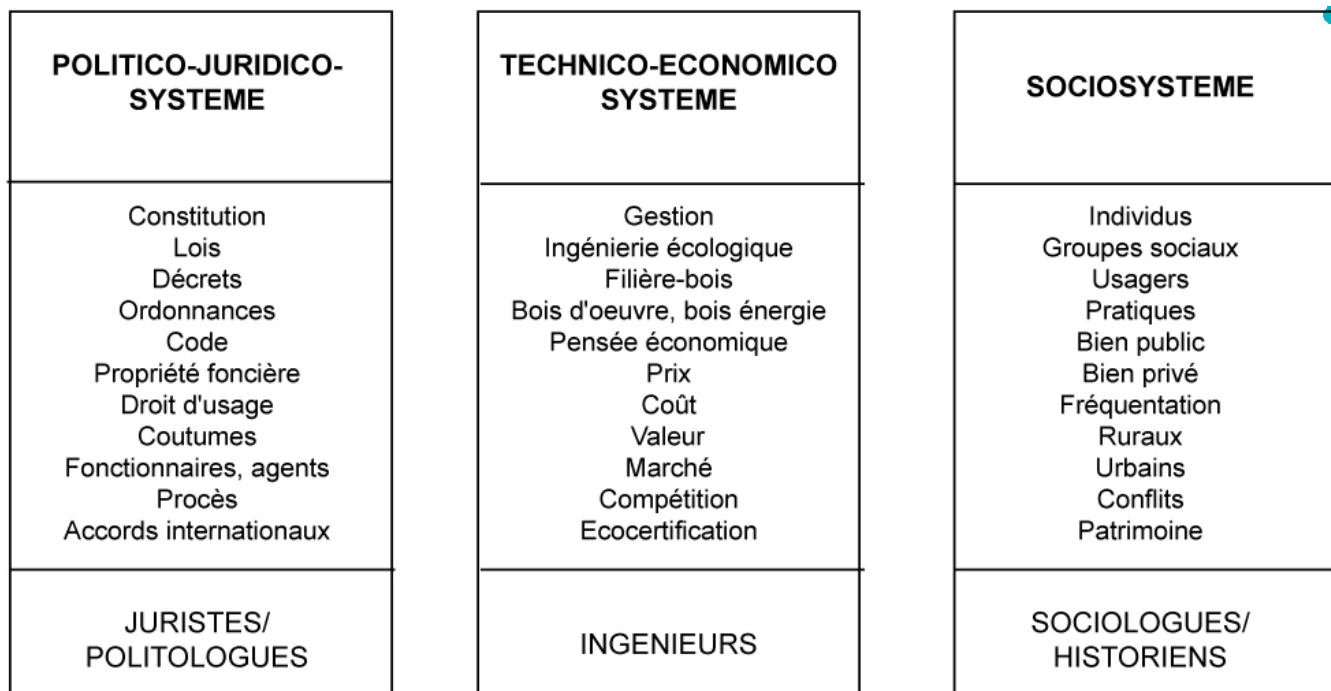 POLITICO-JURIDICO-
SYSTEME
Constitution
Lois
Décrets
Ordonnances
Code
Propriété foncière
Droit d'usage
Coutumes
Fonctionnaires, agents
Procès
Accords internationaux
JURISTES/
POLITOLOGUES
TECHNICO-ECONOMICO
SYSTEME
Gestion
Ingénierie écologique
Filière-bois
Bois d'oeuvre, bois énergie
Pensée économique
Prix
Coût
Valeur
Marché
Compétition
Ecocertification
INGENIEURS
SOCIOSYSTEME
Individus
Groupes sociaux
Usagers
Pratiques
Bien public
Bien privé
Fréquentation
Ruraux
Urbains
Conflits
Patrimoine
SOCIOLOGUES/
HISTORIENS